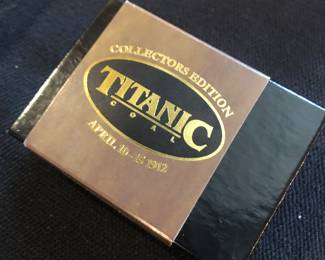 COLLECTORS EDITION
TITANIC
COAL
APRIL 10-15 1912